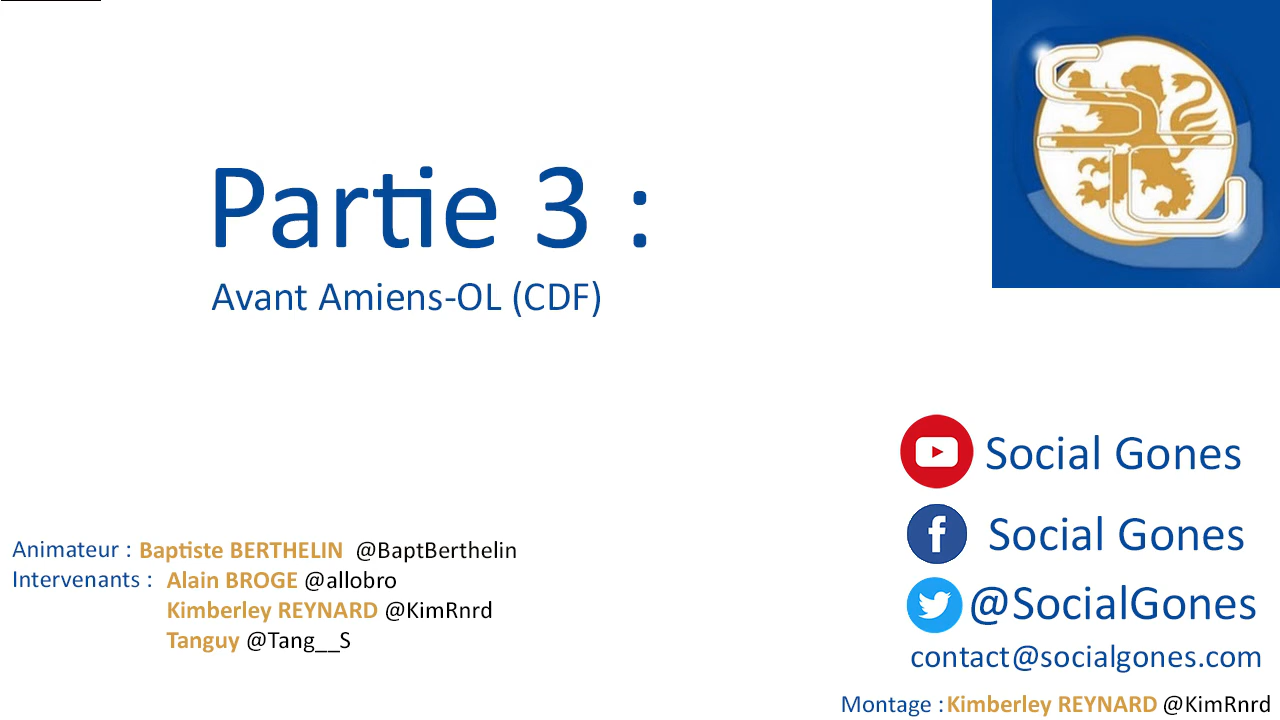 Partie 3 :
Avant Amiens-OL (CDF)
SG
Social Gones
Social Gones
@SocialGones
contact@socialgones.com
Animateur : Baptiste BERTHELIN @BaptBerthelin
Intervenants : Alain BROGE @allobro
Kimberley REYNARD @KimRnrd
Tanguy @Tang__S
Montage : Kimberley REYNARD @KimRnrd